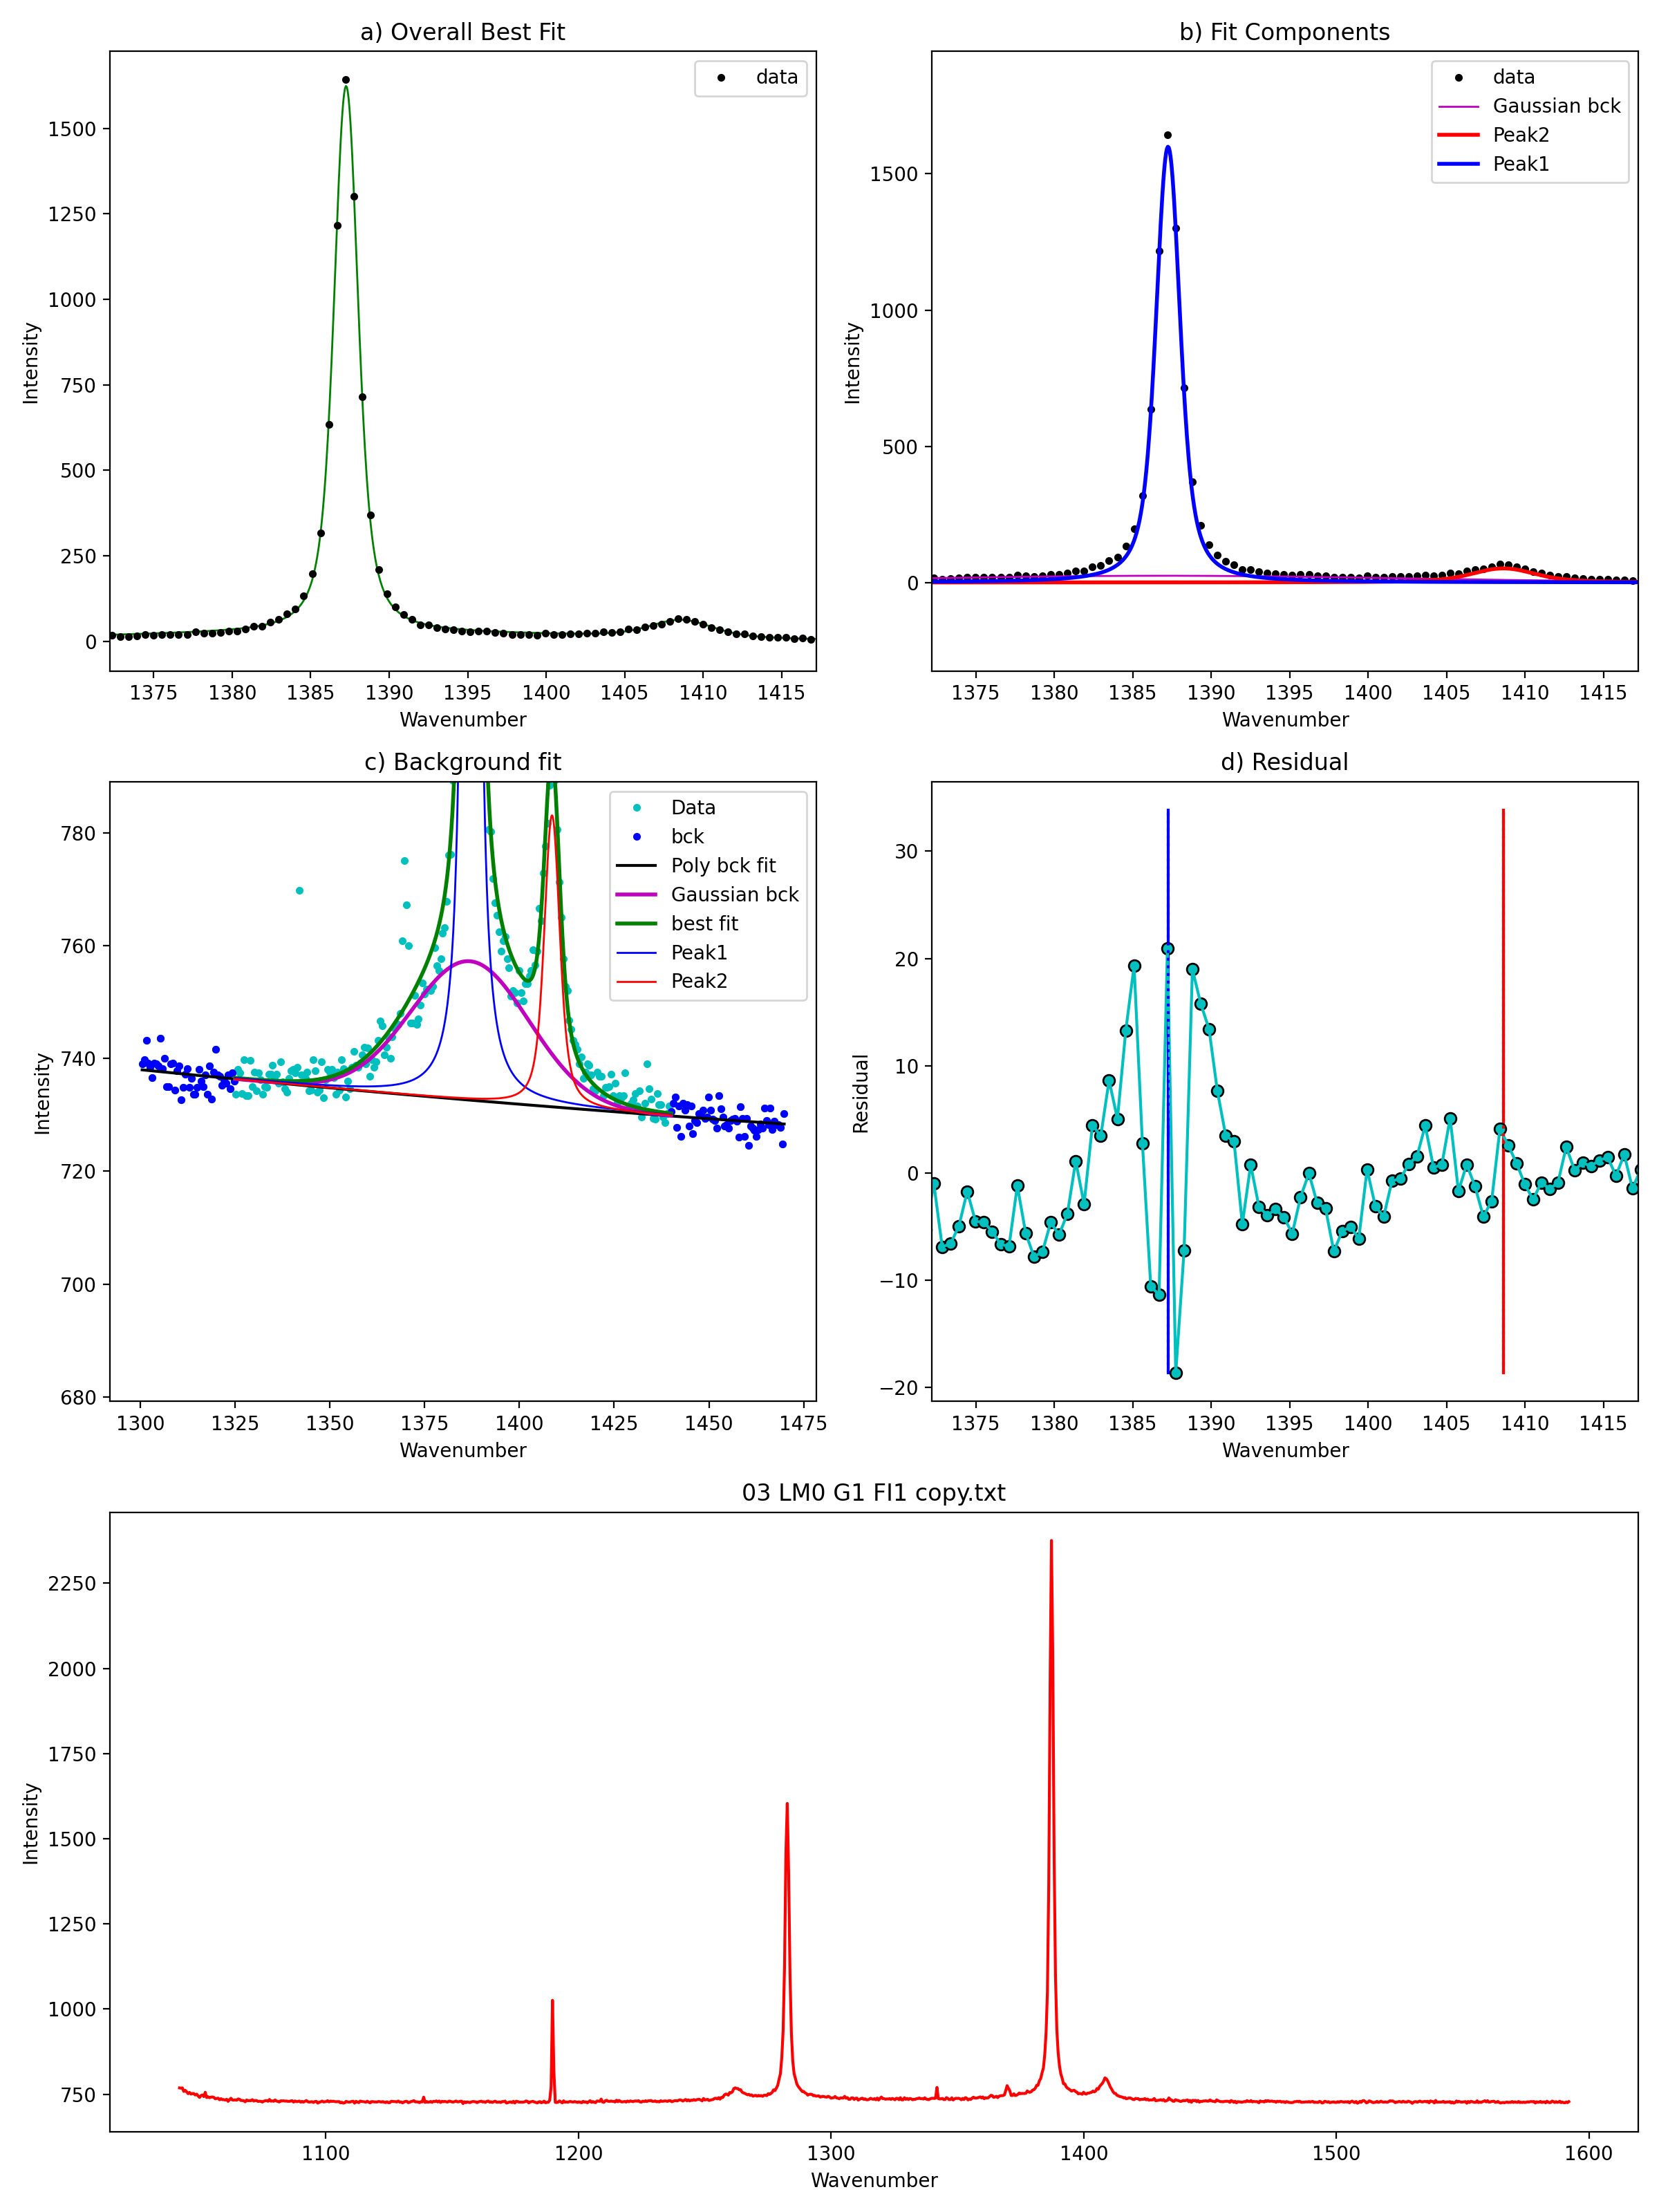 a) Overall Best Fit
data
Intensity
1500
1250
1000
750
500
250
0
1375 1380 1385 1390 1395 1400 1405 1410 1415
Wavenumber
b) Fit Components
data
Gaussian bck
Peak2
Peak1
Intensity
1500
1000
500
0
1375 1380 1385 1390 1395 1400 1405 1410 1415
Wavenumber
c) Background fit
Data
bck
Poly bck fit
Gaussian bck
best fit
Peak1
Peak2
Intensity
780
760
740
720
700
680
1300 1325 1350 1375 1400 1425 1450 1475
Wavenumber
d) Residual
Residual
30
20
10
0
−10
−20
1375 1380 1385 1390 1395 1400 1405 1410 1415
Wavenumber
03 LM0 G1 FI1 copy.txt
Intensity
2250
2000
1750
1500
1250
1000
750
1100 1200 1300 1400 1500 1600
Wavenumber